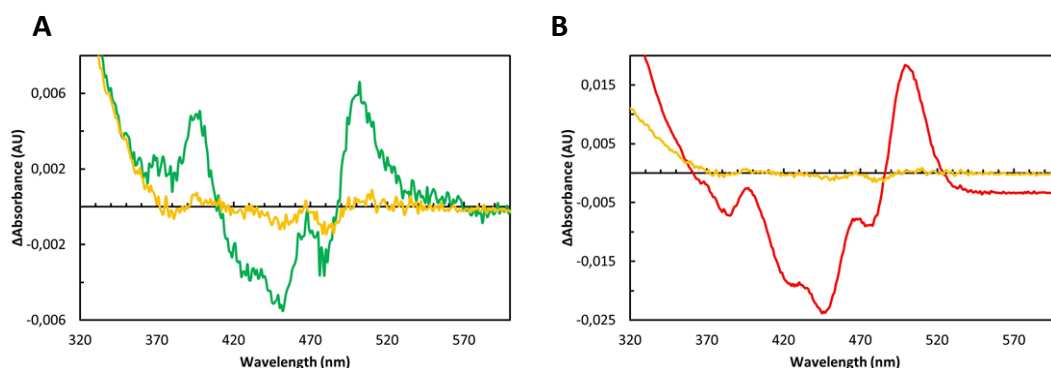 A
0,006
0,002
-0,002
-0,006
320 370 420 470 520 570
Wavelength (nm)
ΔAbsorbance (AU)
B
0,015
0,005
-0,005
-0,015
-0,025
320 370 420 470 520 570
Wavelength (nm)
ΔAbsorbance (AU)